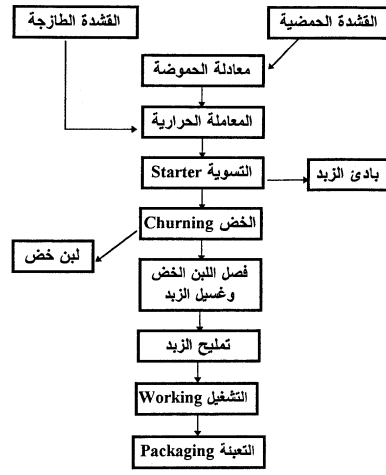 القشدة الطازجة
القشدة الحمضية
معادلة الحموضة
المعاملة الحرارية
التسوية Starter
بادئ الزبد
الخض Churning
لبن خض
فصل اللبن الخض
وغسيل الزبد
تمليح الزبد
التشغيل Working
التعبئة Packaging